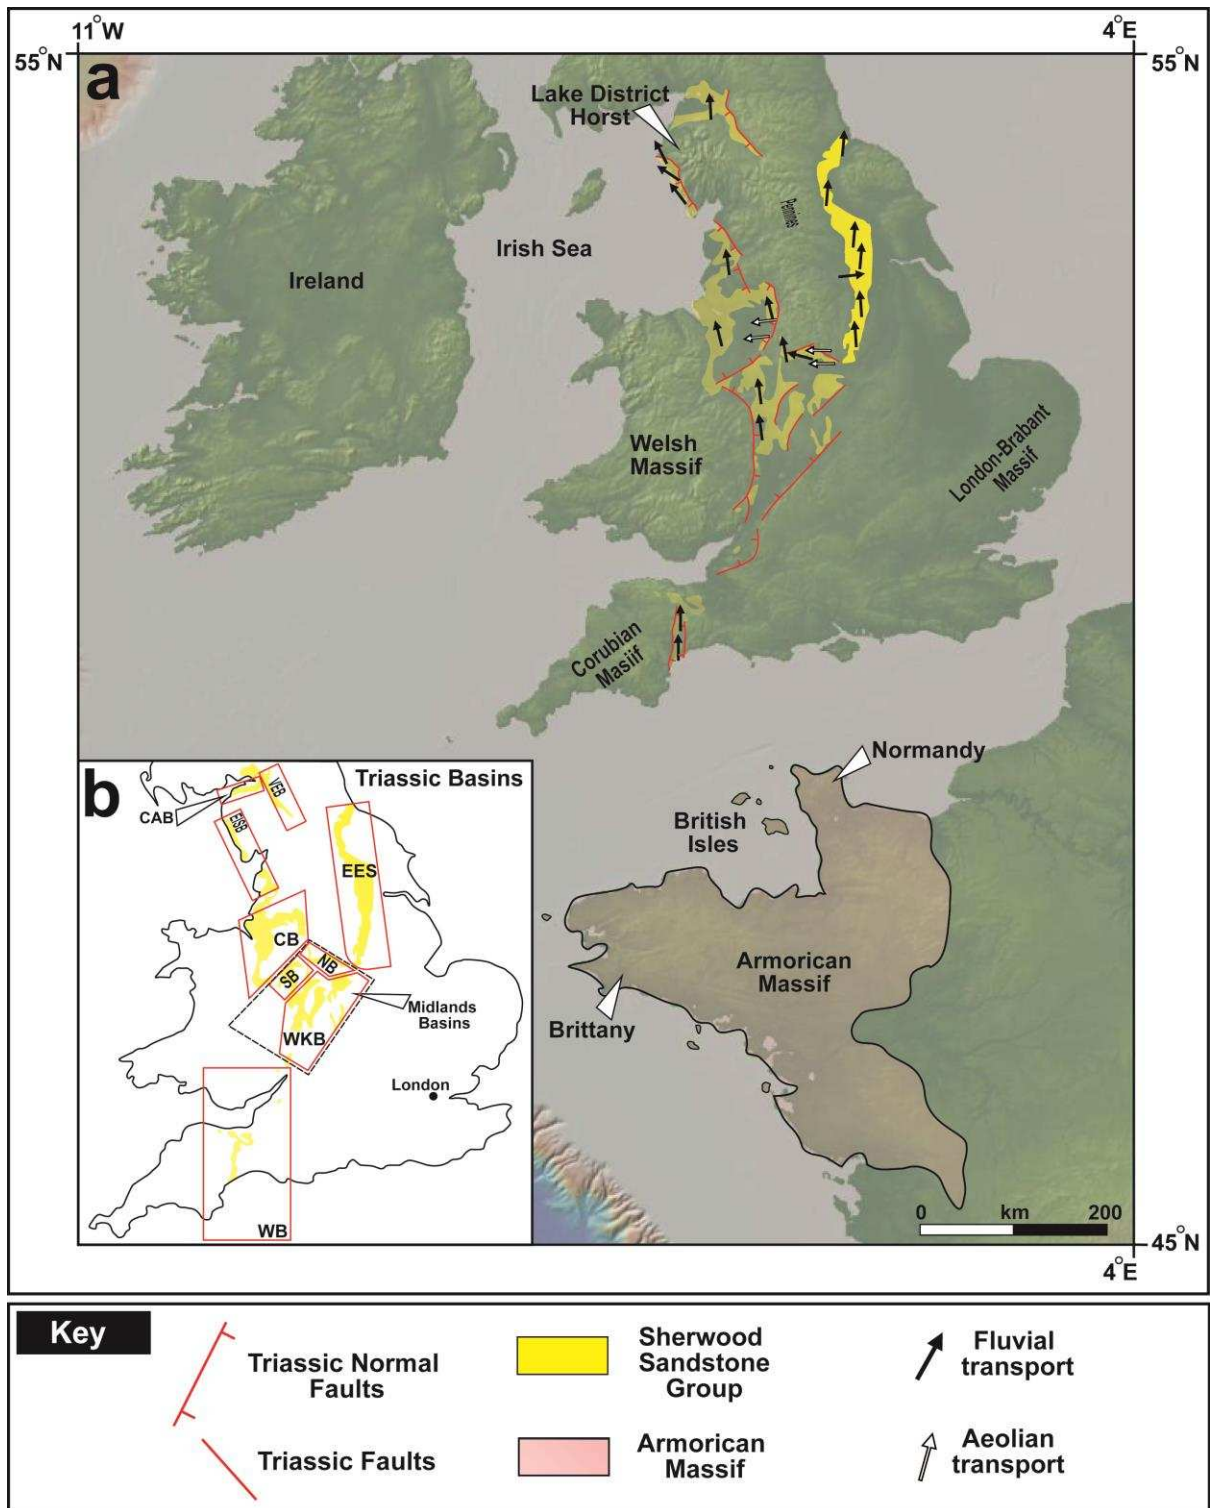 11°W
4°E
55°N
55°N
a
Lake District
Horst
Pennines
Irish Sea
Ireland
Welsh
Massif
London-Brabant
Massif
Corubian
Masiif
Normandy
British
Isles
Armorican
Massif
Brittany
0 km 200
45°N
4°E
b
Triassic Basins
CAB
VEB
EISB
EES
CB
NB
SB
Midlands
Basins
WKB
London
WB
Key
Triassic Normal
Faults
Triassic Faults
Sherwood
Sandstone
Group
Armorican
Massif
Fluvial
transport
Aeolian
transport